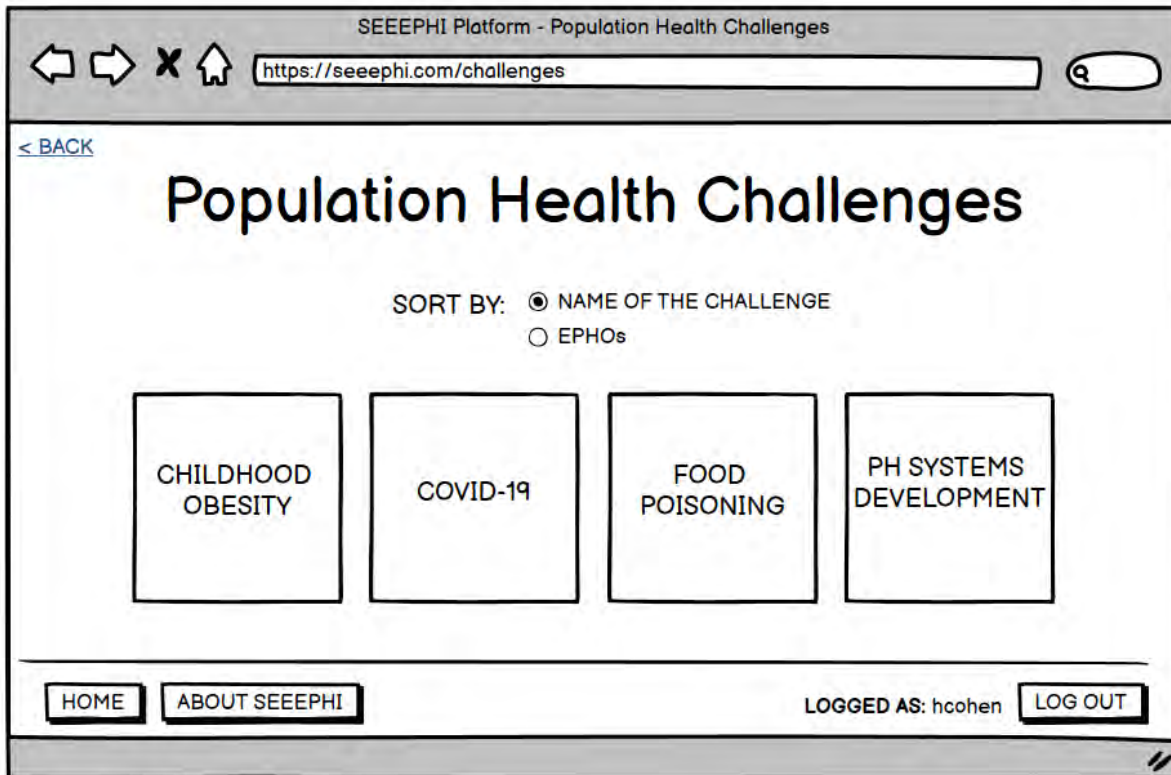 SEEEPHI Platform - Population Health Challenges
https://seeephi.com/challenges
< BACK
Population Health Challenges
SORT BY: NAME OF THE CHALLENGE
EPHOs
CHILDHOOD
OBESITY
COVID-19
FOOD
POISONING
PH SYSTEMS
DEVELOPMENT
HOME ABOUT SEEEPHI LOGGED AS: hcohen LOG OUT